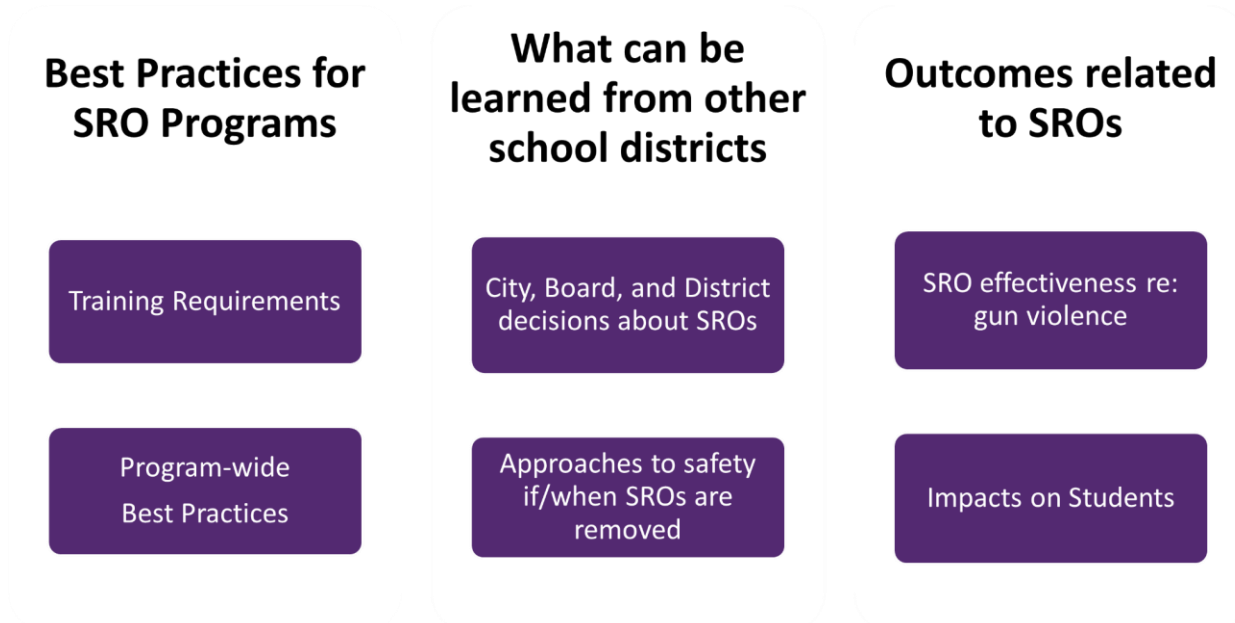 Best Practices for
SRO Programs
Training Requirements
Program-wide
Best Practices
What can be
learned from other
school districts
City, Board, and District
decisions about SROs
Approaches to safety
if/when SROs are
removed
Outcomes related
to SROs
SRO effectiveness re:
gun violence
Impacts on Students